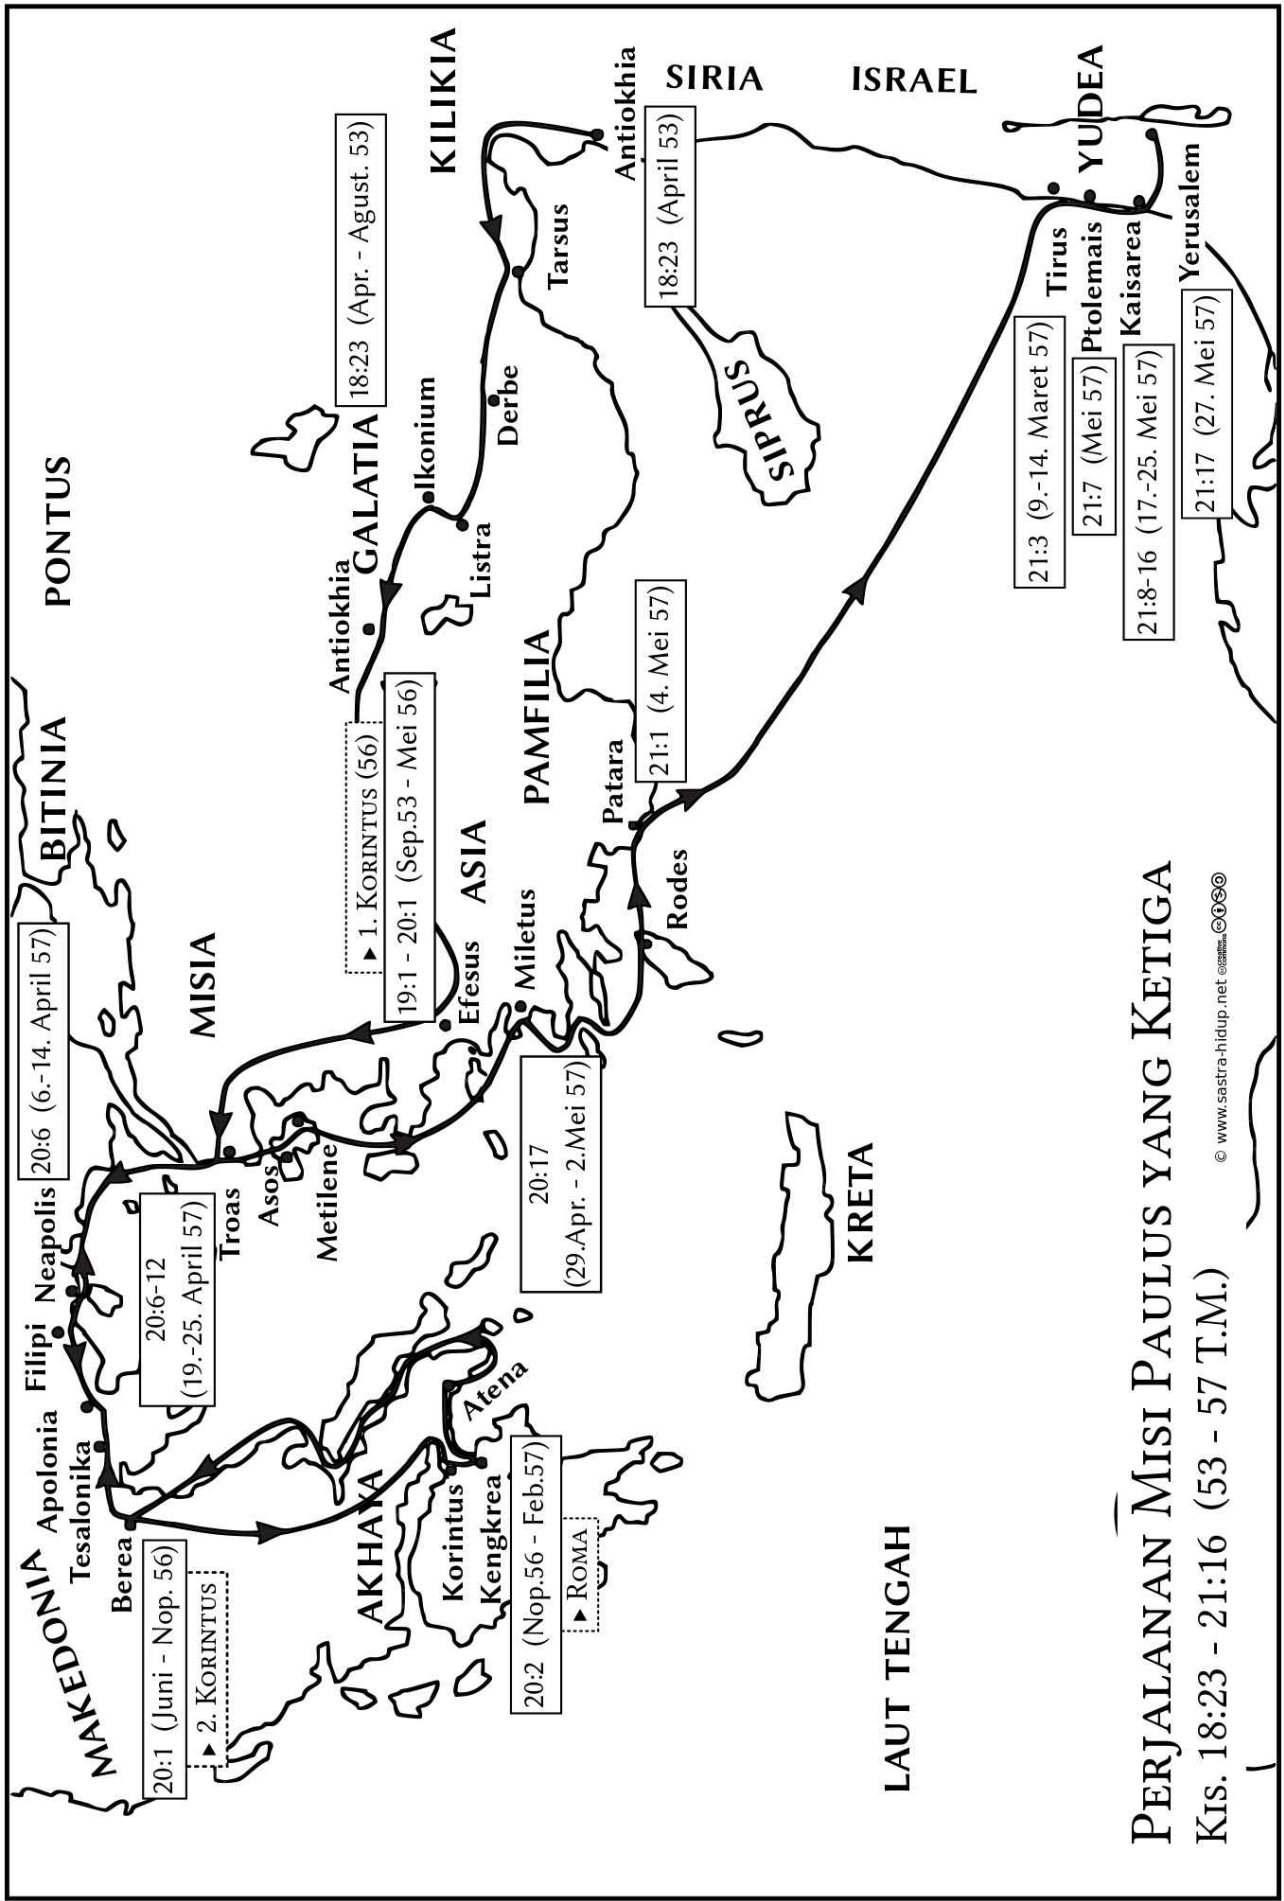 MAKEDONIA
Berea
Tesalonika
Apolonia
Filipi
Neapolis
20:6 (6.-14. April 57)
BITINIA
PONTUS
20:1 (Juni - Nop. 56)
► 2. KORINTUS
20:6-12
(19.-25. April 57)
Troas
Asos
Metilene
MISIA
AKHAYA
Korintus
Kengkrea
Atena
20:2 (Nop.56 - Feb.57)
► ROMA
► 1. KORINTUS (56)
19:1 - 20:1 (Sep.53 - Mei 56)
Efesus
ASIA
Miletus
20:17
(29.Apr. - 2.Mei 57)
Antiokhia
GALATIA
18:23 (Apr. - Agust. 53)
Ikonium
Listra
Derbe
KILIKIA
Tarsus
PAMFILIA
Patara
21:1 (4. Mei 57)
Rodes
Antiokhia
18:23 (April 53)
SIRIA
SIPRUS
KRETA
ISRAEL
LAUT TENGAH
Tirus
21:3 (9.-14. Maret 57)
Ptolemais
21:7 (Mei 57)
YUDEA
Kaisarea
21:8-16 (17.-25. Mei 57)
Yerusalem
21:17 (27. Mei 57)
PERJALANAN MISI PAULUS YANG KETIGA
KIS. 18:23 - 21:16 (53 - 57 T.M.)
© www.sastra-hidup.net